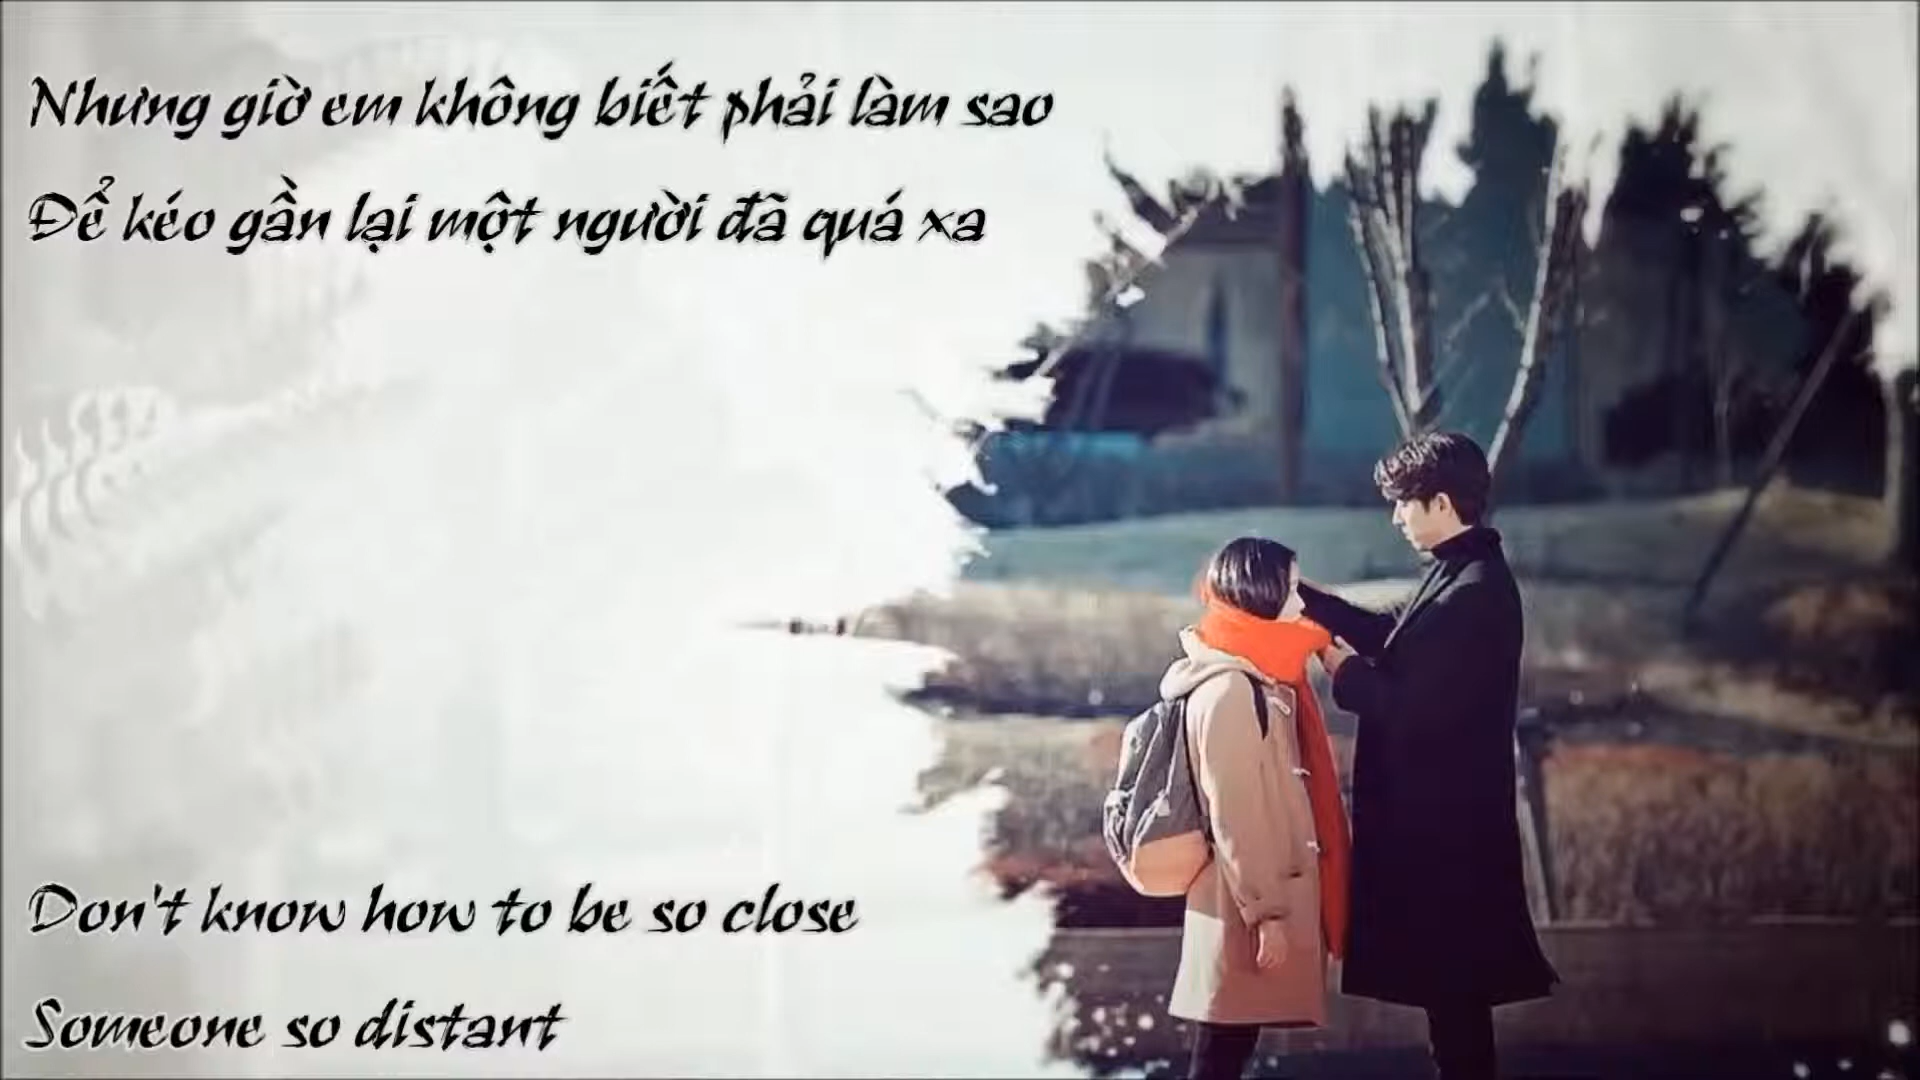 Nhưng giờ em không biết phải làm sao
Để kéo gần lại một người đã quá xa
Don't know how to be so close
Someone so distant